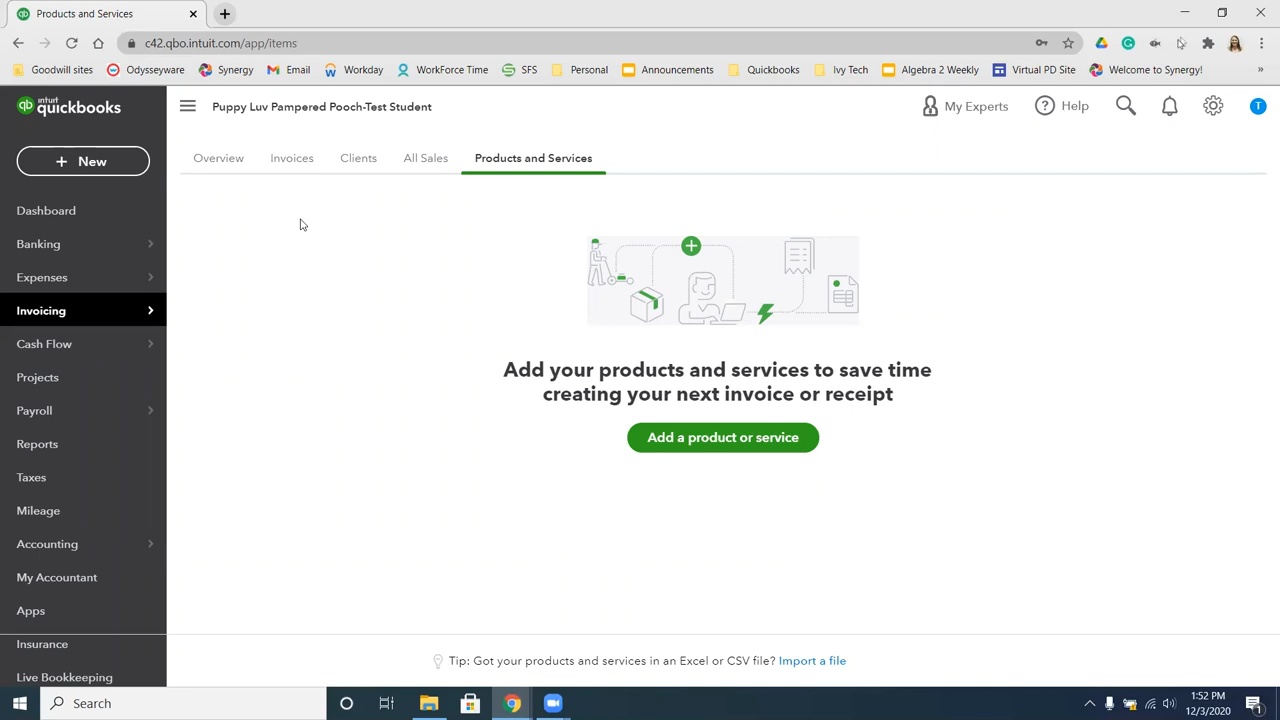 Products and Services
c42.qbo.intuit.com/app/items
Goodwill sites
Odysseyware
Synergy
Email
Workday
WorkForce Time
SFS
Personal
Announcements
Quickbooks
Ivy Tech
Algebra 2 Weekly
Virtual PD Site
Welcome to Synergy!
»
qb intuit quickbooks
Puppy Luv Pampered Pooch-Test Student
My Experts
? Help
T
+ New
Overview
Invoices
Clients
All Sales
Products and Services
Dashboard
Banking
Expenses
Invoicing
Cash Flow
Projects
Payroll
Reports
Taxes
Mileage
Accounting
My Accountant
Apps
Insurance
Live Bookkeeping
Add your products and services to save time
creating your next invoice or receipt
Add a product or service
Tip: Got your products and services in an Excel or CSV file? Import a file
Search
1:52 PM
12/3/2020
1